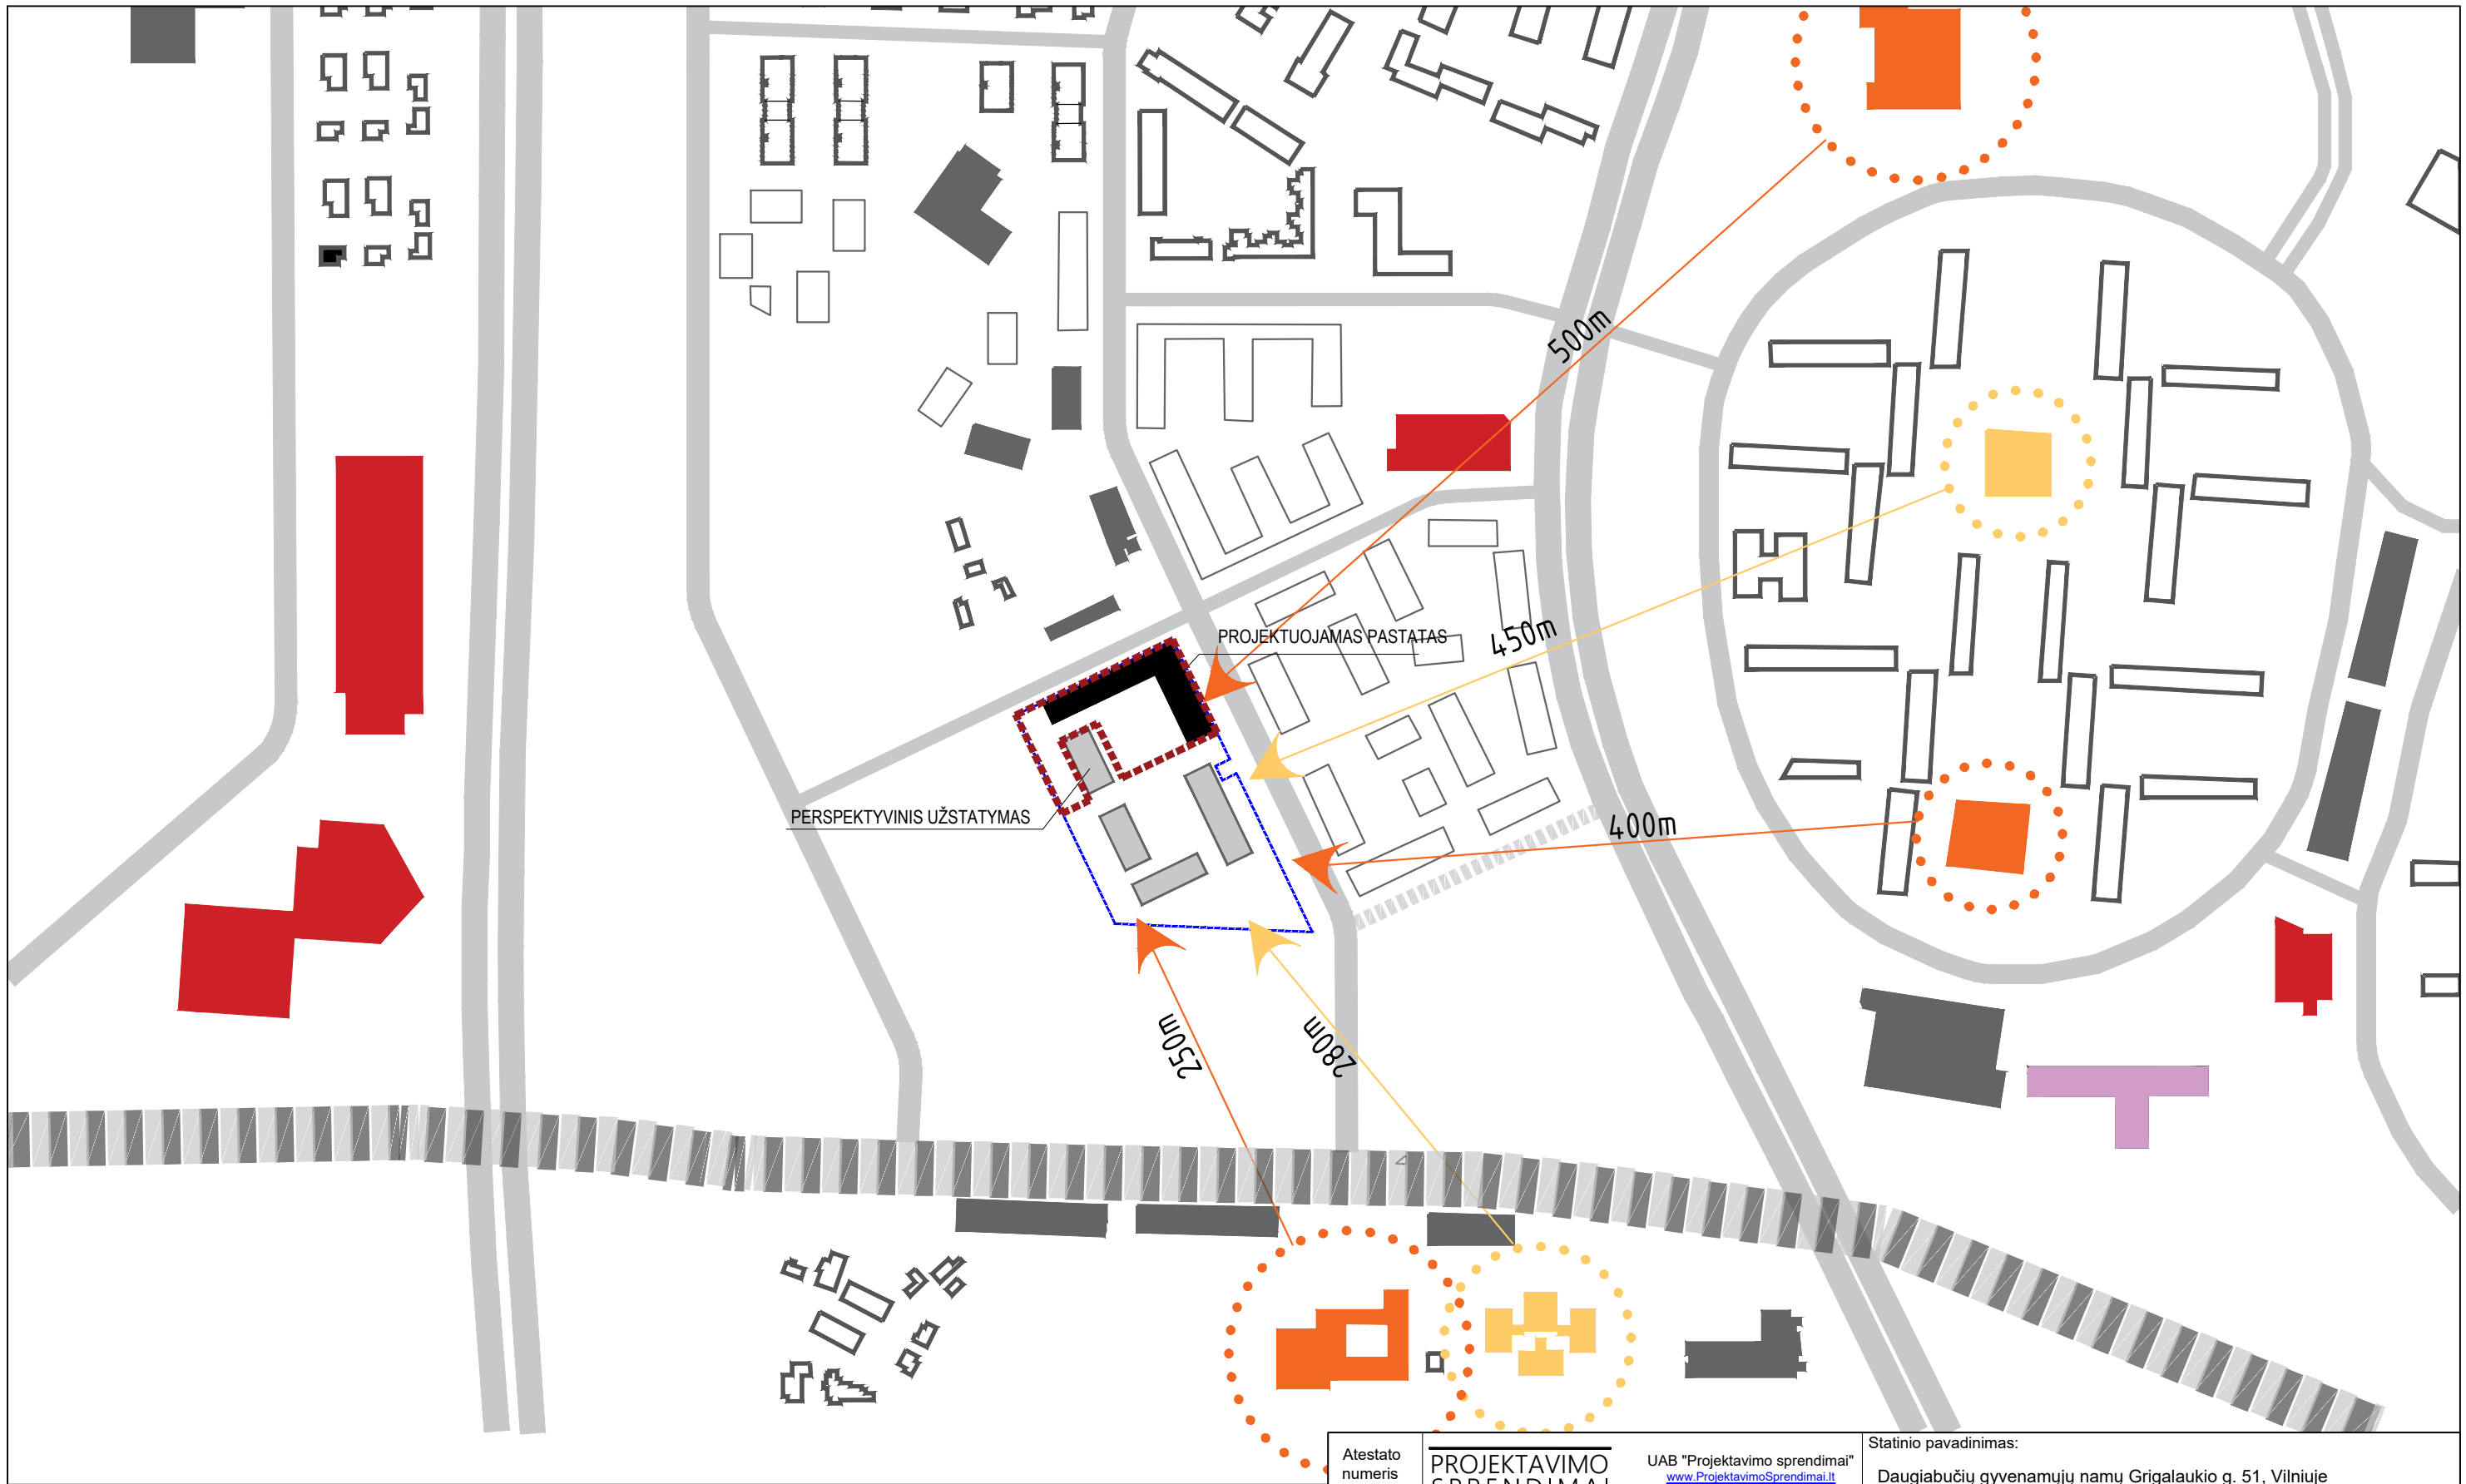 500m
PROJEKTUOJAMAS PASTATAS
450m
PERSPEKTYVINIS UŽSTATYMAS
400m
250m
280m
Atestato
numeris
PROJEKTAVIMO
SPRENDIMAI
UAB "Projektavimo sprendimai"
www.ProjektavimoSprendimai.lt
Statinio pavadinimas:
Daugiabučių gyvenamųjų namų Grigalaukio g. 51, Vilniuje